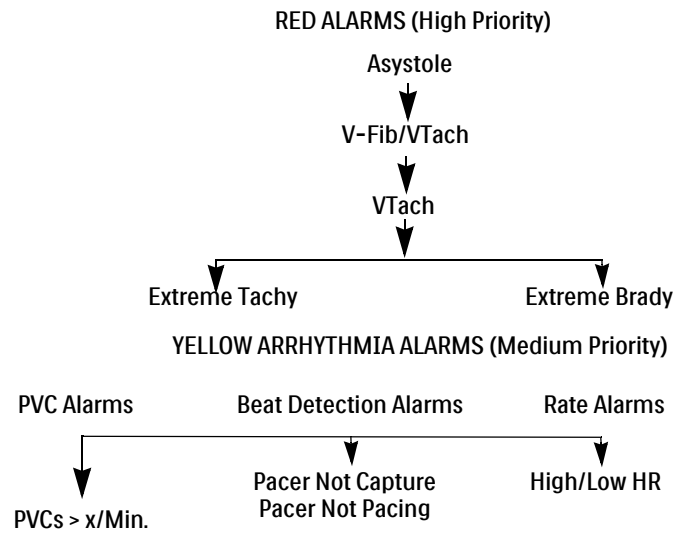 RED ALARMS (High Priority)
Asystole
V-Fib/VTach
VTach
Extreme Tachy
Extreme Brady
YELLOW ARRHYTHMIA ALARMS (Medium Priority)
PVC Alarms
Beat Detection Alarms
Rate Alarms
Pacer Not Capture
Pacer Not Pacing
High/Low HR
PVCs > x/Min.